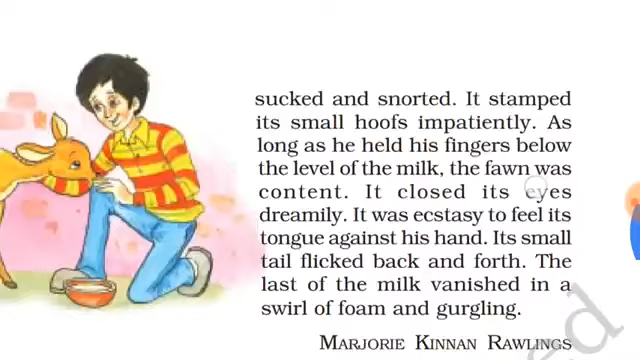 sucked and snorted. It stamped
its small hoofs impatiently. As
long as he held his fingers below
the level of the milk, the fawn was
content. It closed its eyes
dreamily. It was ecstasy to feel its
tongue against his hand. Its small
tail flicked back and forth. The
last of the milk vanished in a
swirl of foam and gurgling.
MARJORIE KINNAN RAWLINGS